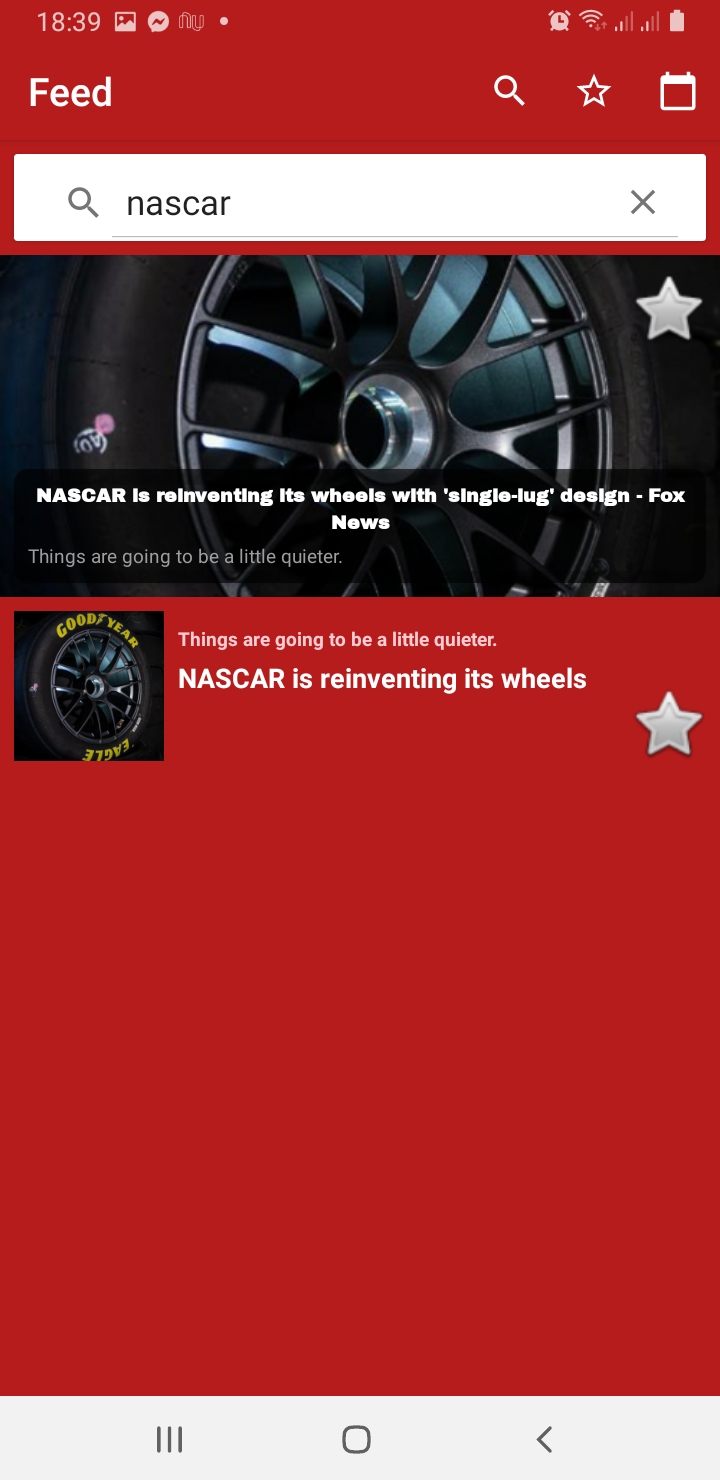 18:39
Feed
nascar
NASCAR is reinventing its wheels with 'single-lug' design - Fox
News
Things are going to be a little quieter.
GOODYEAR
EAGLE
Things are going to be a little quieter.
NASCAR is reinventing its wheels